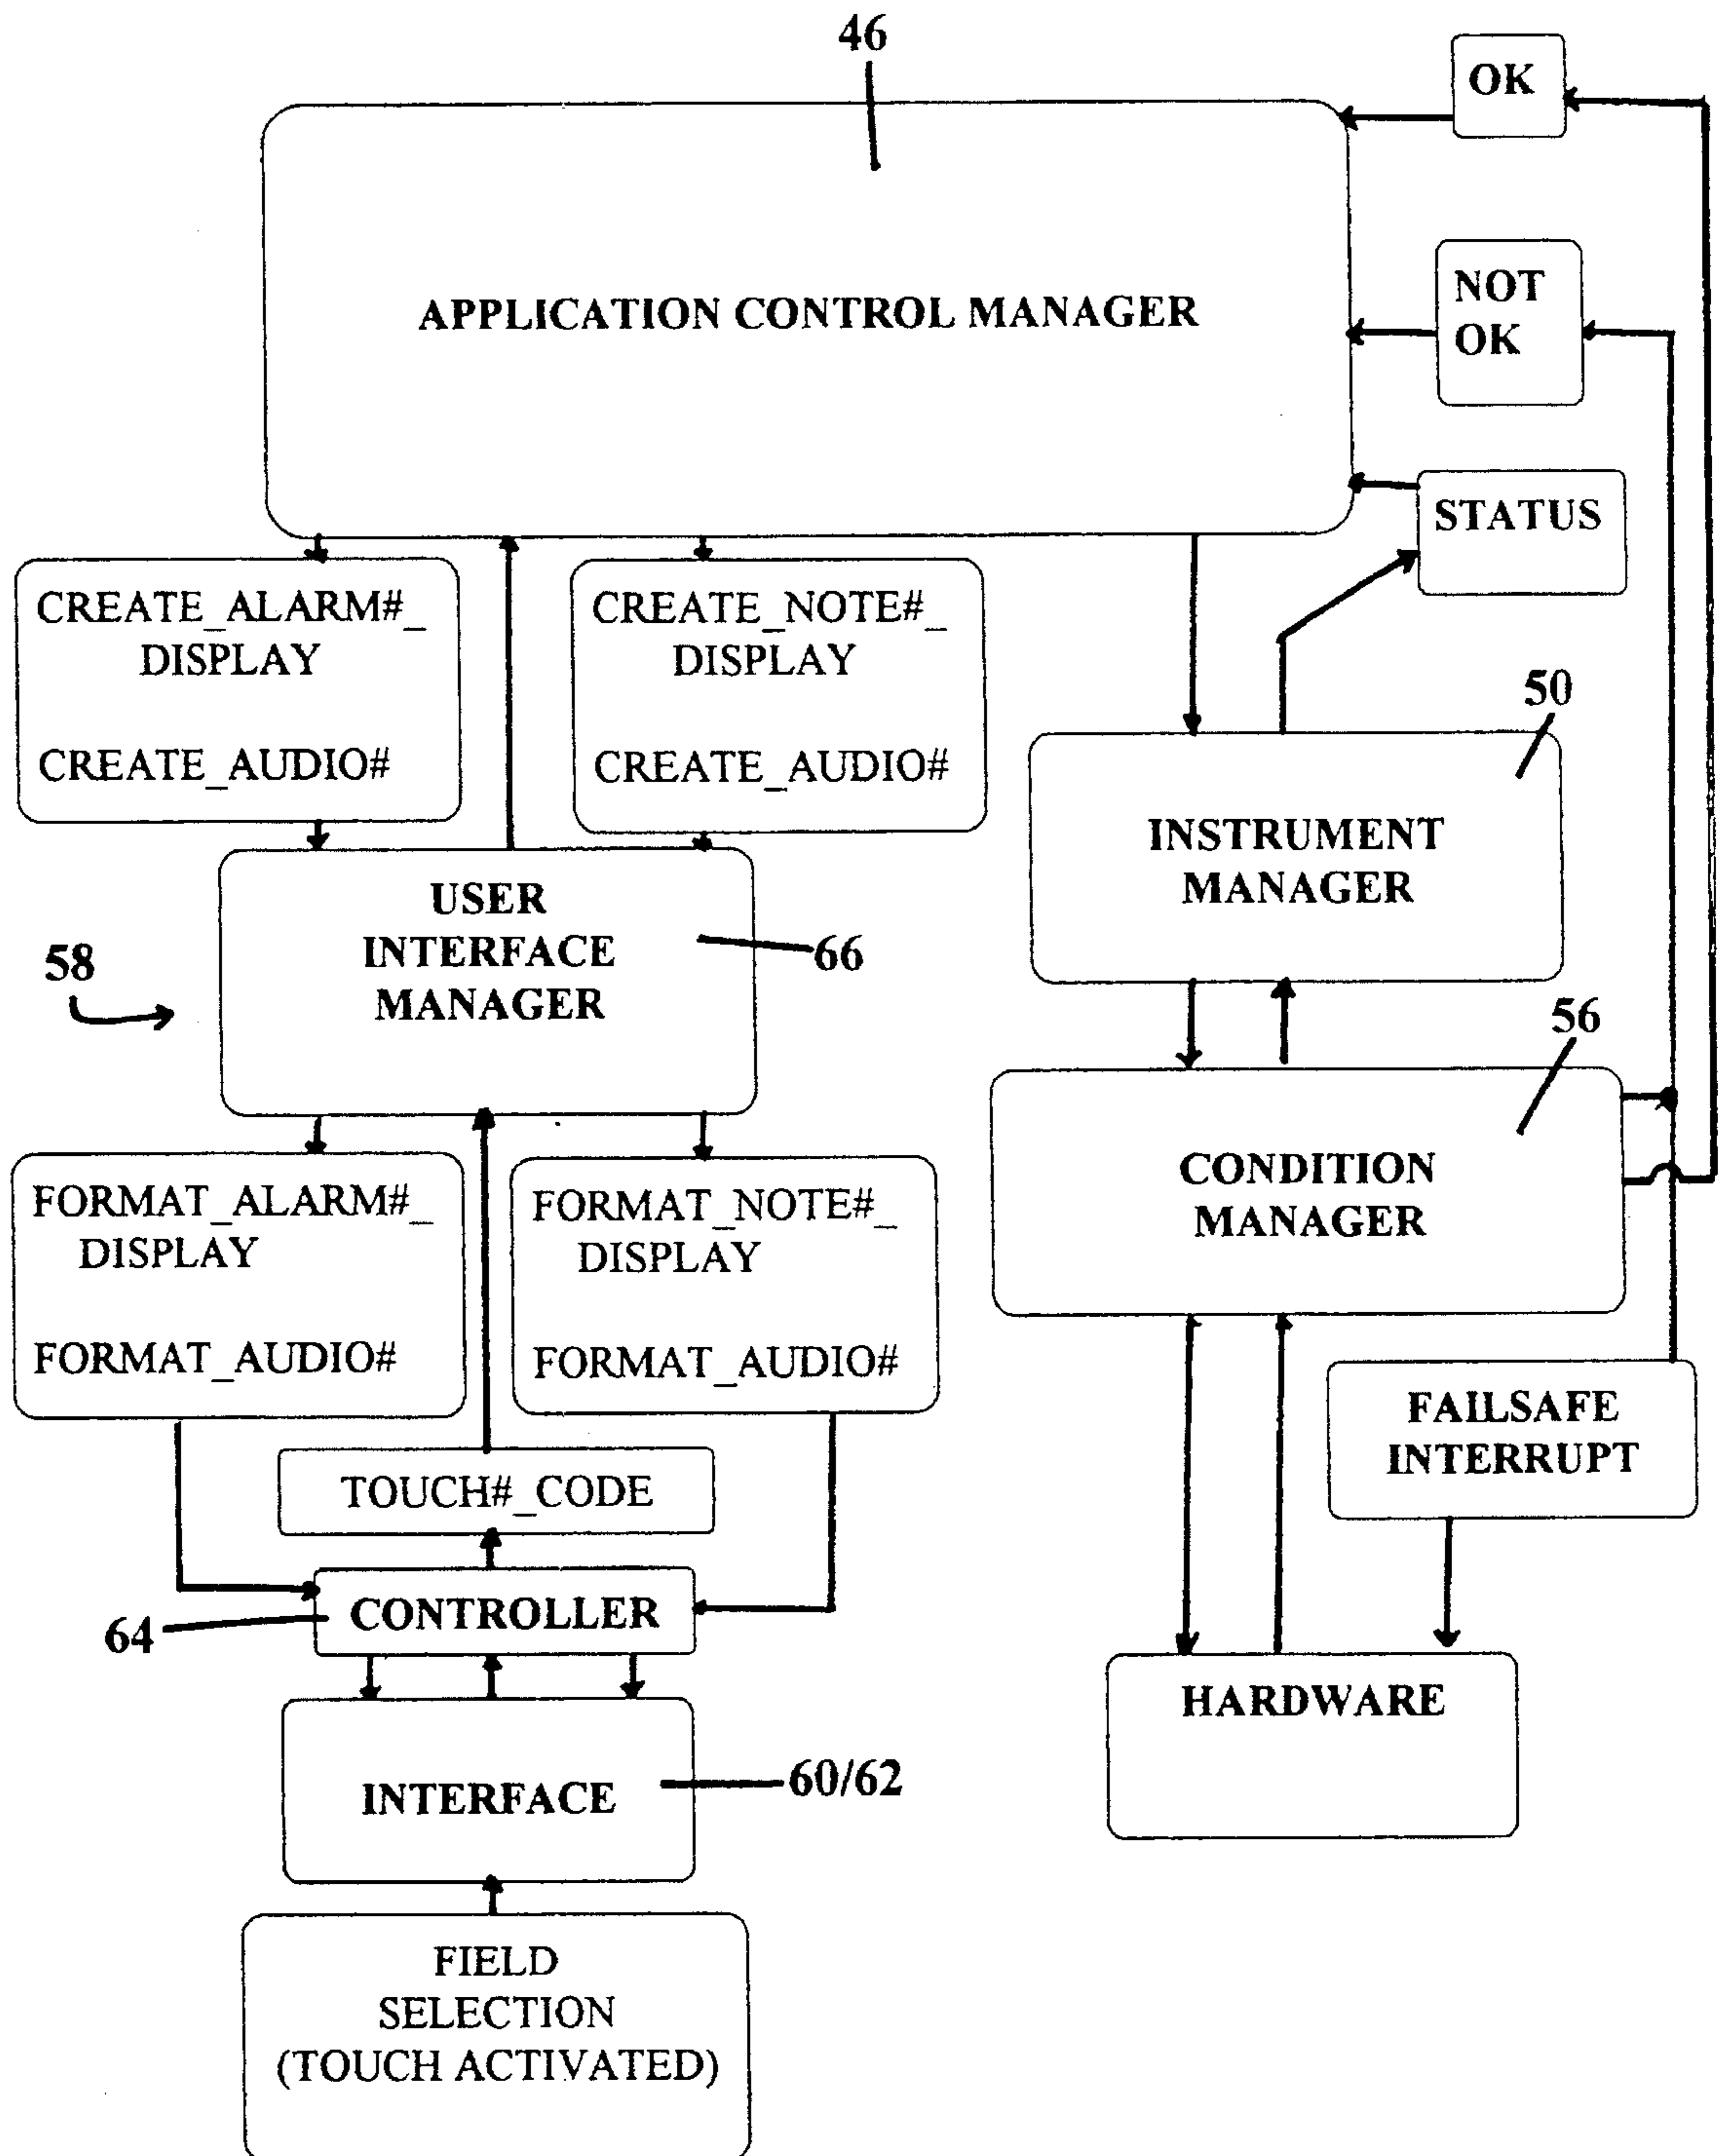 46
OK
NOT
OK
APPLICATION CONTROL MANAGER
STATUS
CREATE_ALARM#_
DISPLAY
CREATE_AUDIO#
CREATE_NOTE#_
DISPLAY
CREATE_AUDIO#
50
INSTRUMENT
MANAGER
USER
INTERFACE
MANAGER
66
58
56
CONDITION
MANAGER
FORMAT_ALARM#_
DISPLAY
FORMAT_AUDIO#
FORMAT_NOTE#_
DISPLAY
FORMAT_AUDIO#
FAILSAFE
INTERRUPT
TOUCH#_CODE
CONTROLLER
64
HARDWARE
INTERFACE
60/62
FIELD
SELECTION
(TOUCH ACTIVATED)